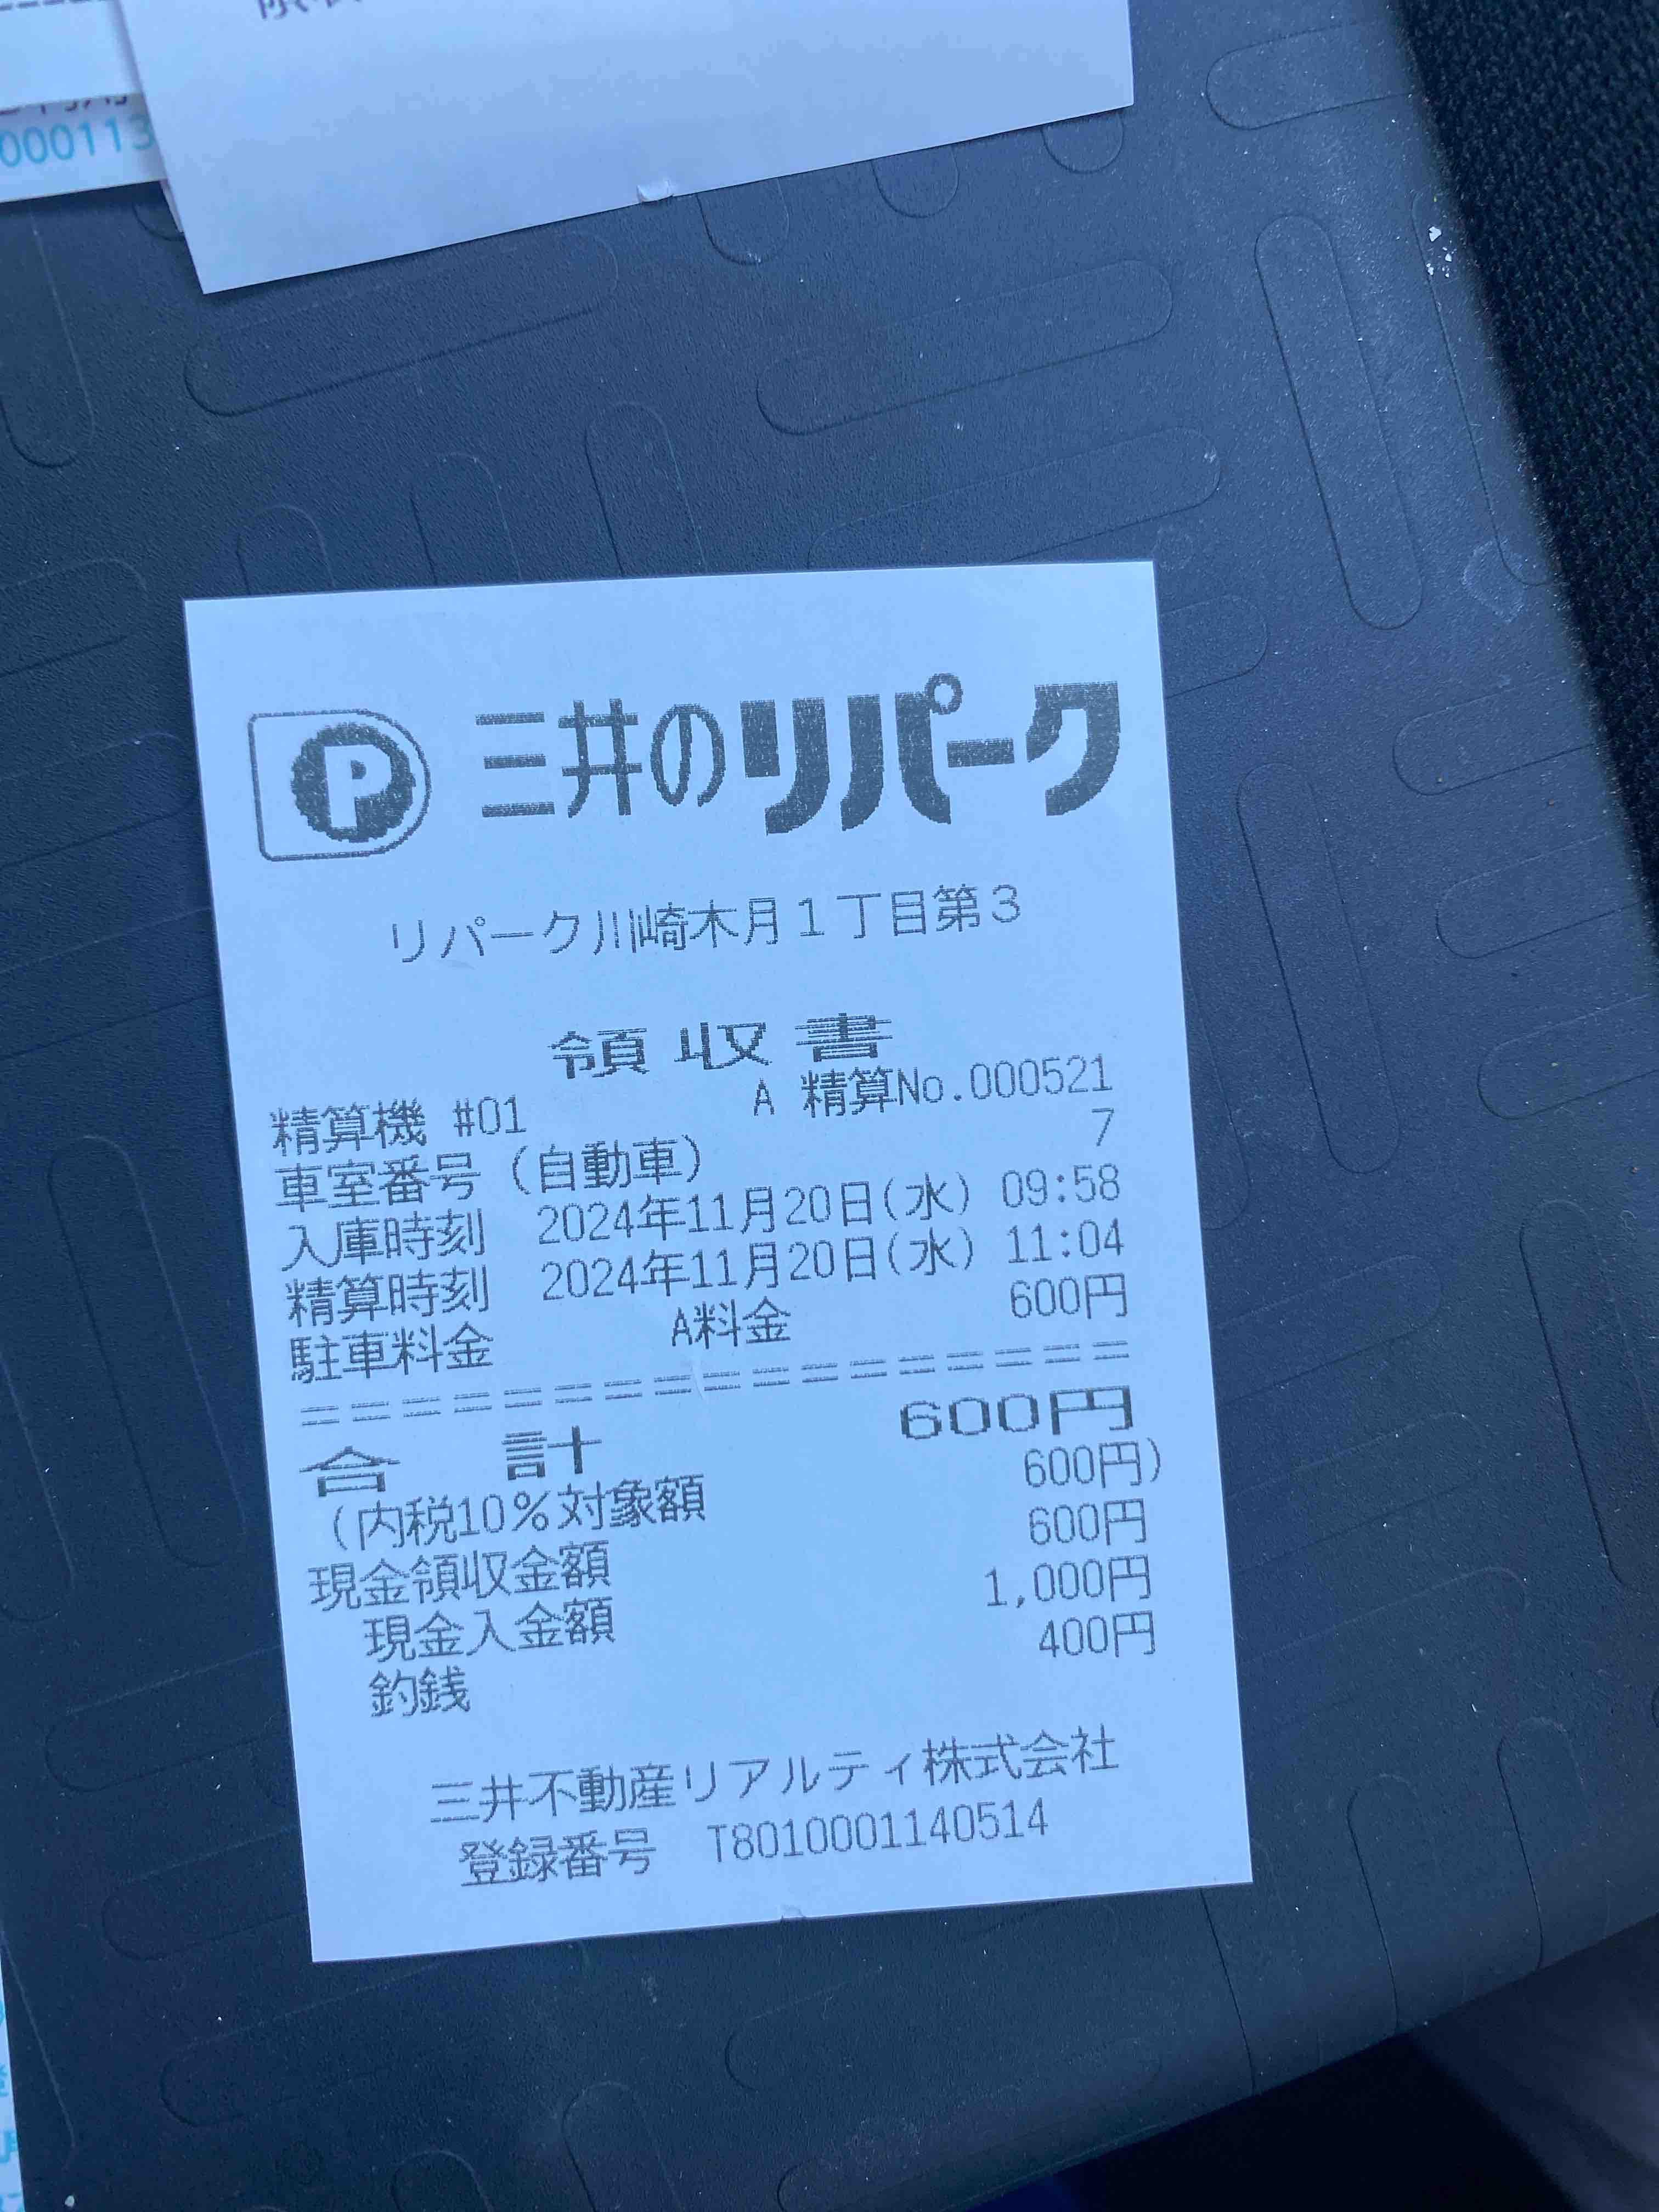 000113
P 三井のリパーク
リパーク川崎木月1丁目第3
領収書
精算機 #01 A 精算No.000521
車室番号(自動車) 7
入庫時刻 2024年11月20日(水) 09:58
精算時刻 2024年11月20日(水) 11:04
駐車料金 A料金 600円
=================
合 計 600円
(内税10%対象額 600円)
現金領収金額 600円
現金入金額 1,000円
釣銭 400円
三井不動産リアルティ株式会社
登録番号 T8010001140514